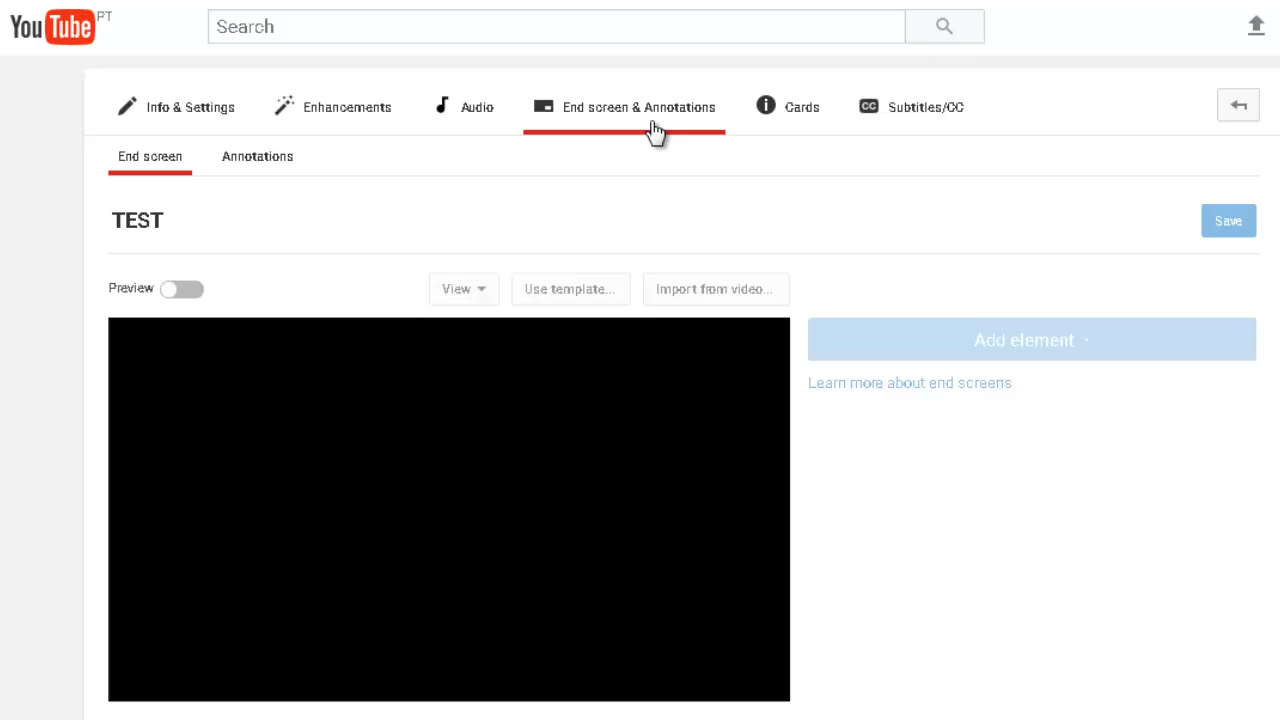 YouTube PT
Search
Info & Settings
Enhancements
Audio
End screen & Annotations
Cards
CC Subtitles/CC
End screen
Annotations
TEST
Save
Preview
View
Use template...
Import from video...
Add element
Learn more about end screens